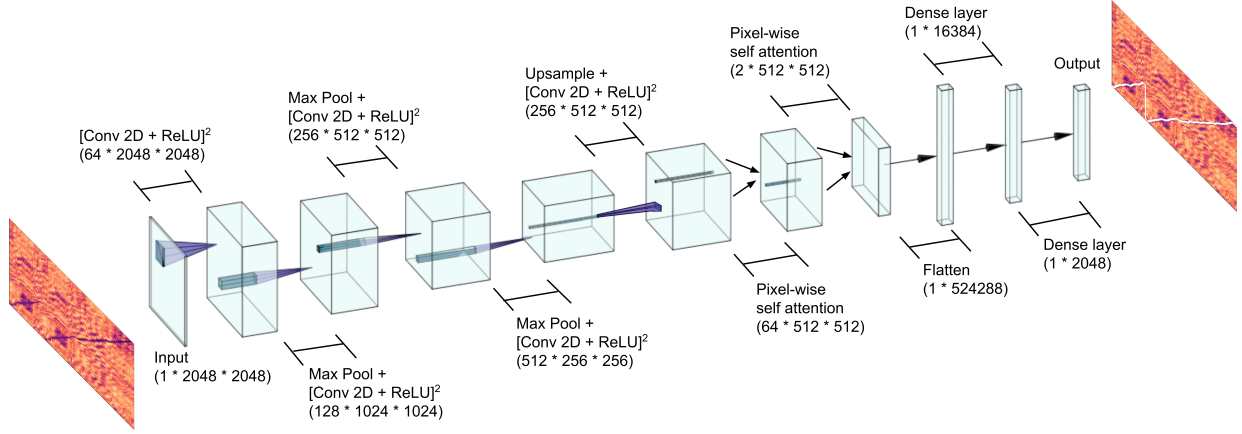 [Conv 2D + ReLU]²
(64 * 2048 * 2048)
Input
(1 * 2048 * 2048)
Max Pool +
[Conv 2D + ReLU]²
(128 * 1024 * 1024)
Max Pool +
[Conv 2D + ReLU]²
(256 * 512 * 512)
Max Pool +
[Conv 2D + ReLU]²
(512 * 256 * 256)
Upsample +
[Conv 2D + ReLU]²
(256 * 512 * 512)
Pixel-wise
self attention
(64 * 512 * 512)
Pixel-wise
self attention
(2 * 512 * 512)
Flatten
(1 * 524288)
Dense layer
(1 * 16384)
Dense layer
(1 * 2048)
Output